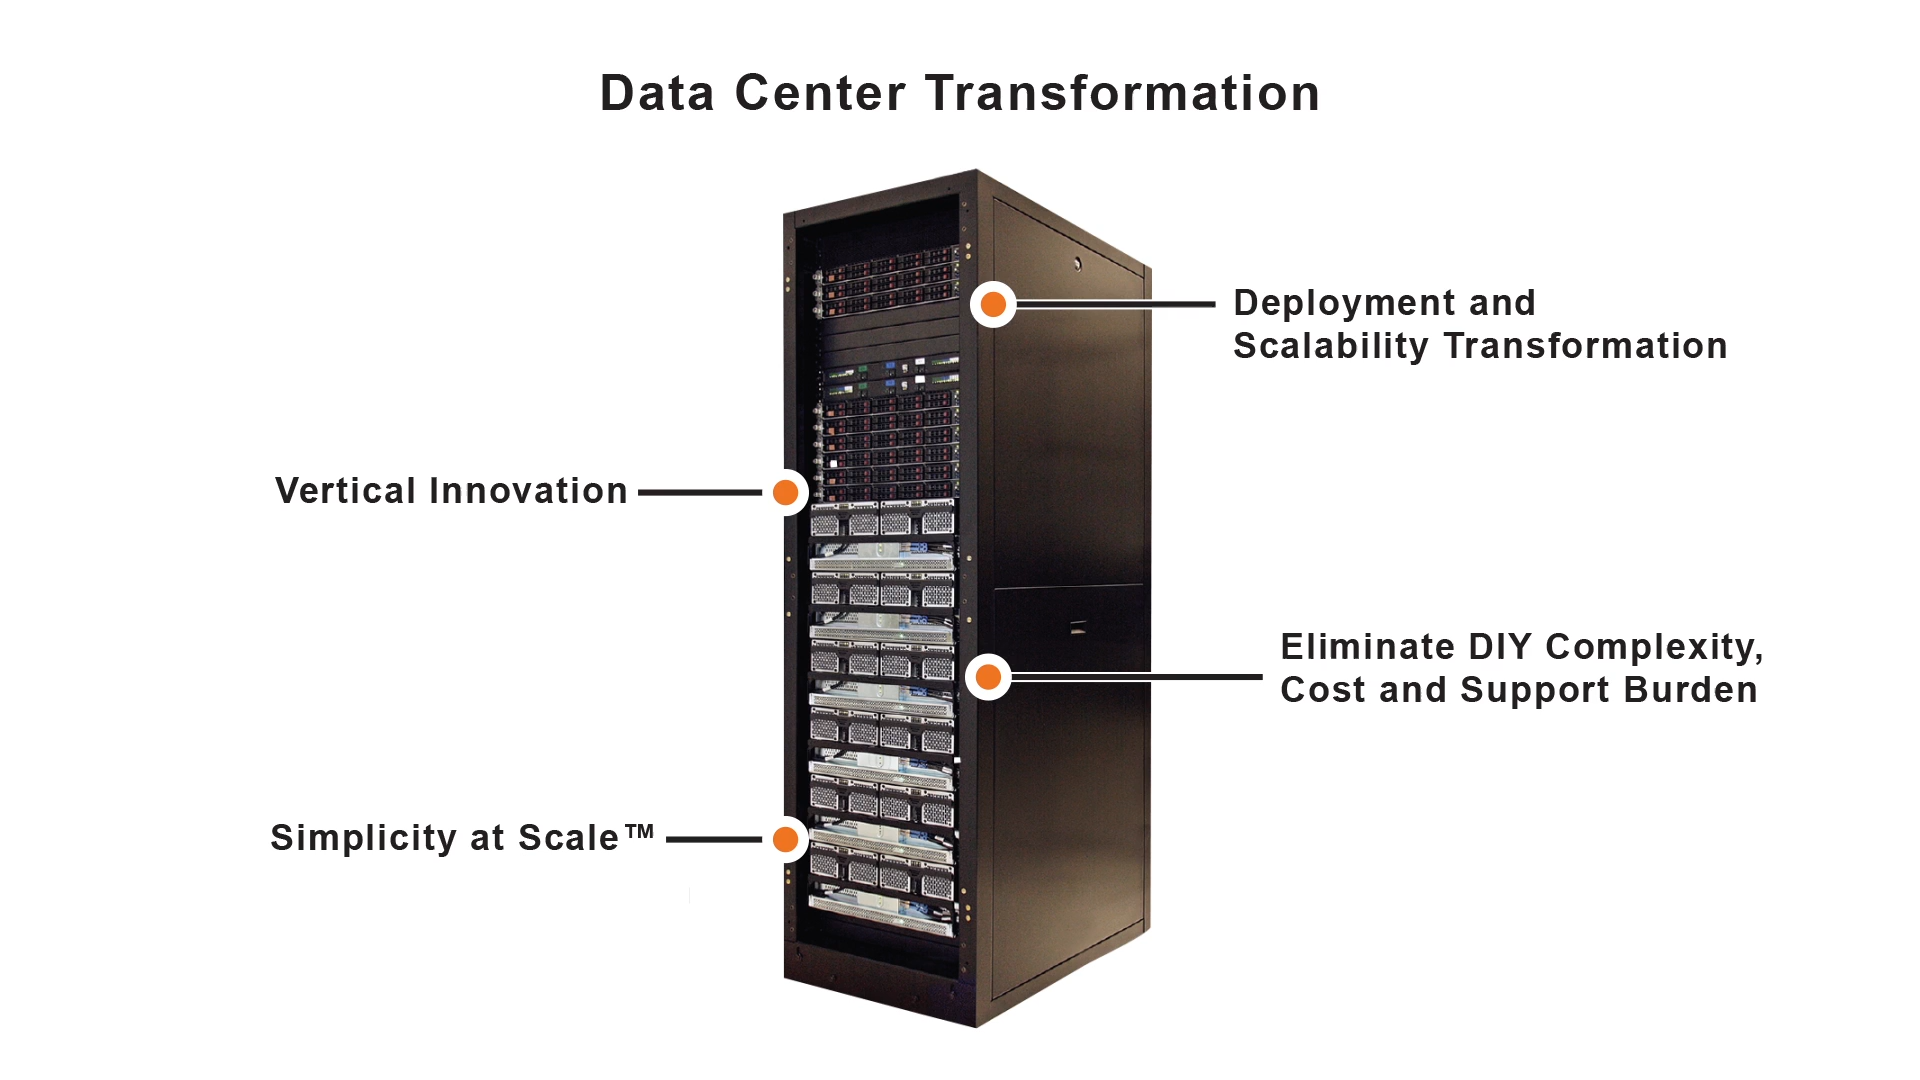 Data Center Transformation
Deployment and
Scalability Transformation
Vertical Innovation
Eliminate DIY Complexity,
Cost and Support Burden
Simplicity at Scale™